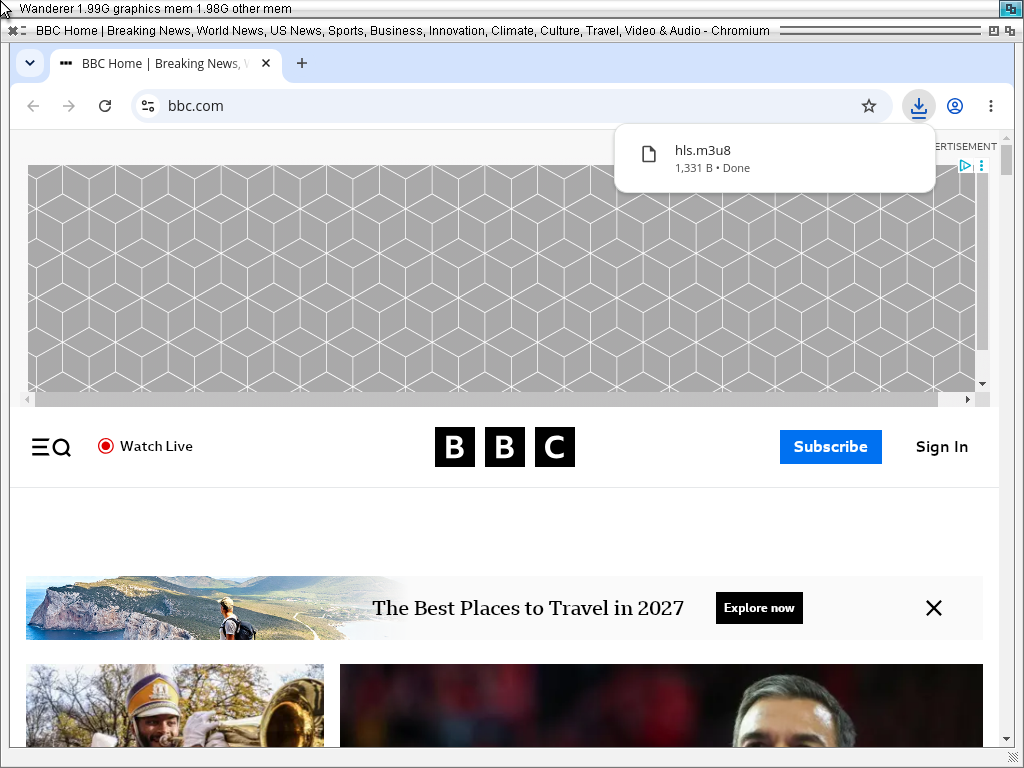 Wanderer 1.99G graphics mem 1.98G other mem
BBC Home | Breaking News, World News, US News, Sports, Business, Innovation, Climate, Culture, Travel, Video & Audio - Chromium
BBC Home | Breaking News, W
bbc.com
hls.m3u8
1,331 B • Done
ERTISEMENT
Watch Live
BBC
Subscribe
Sign In
The Best Places to Travel in 2027
Explore now